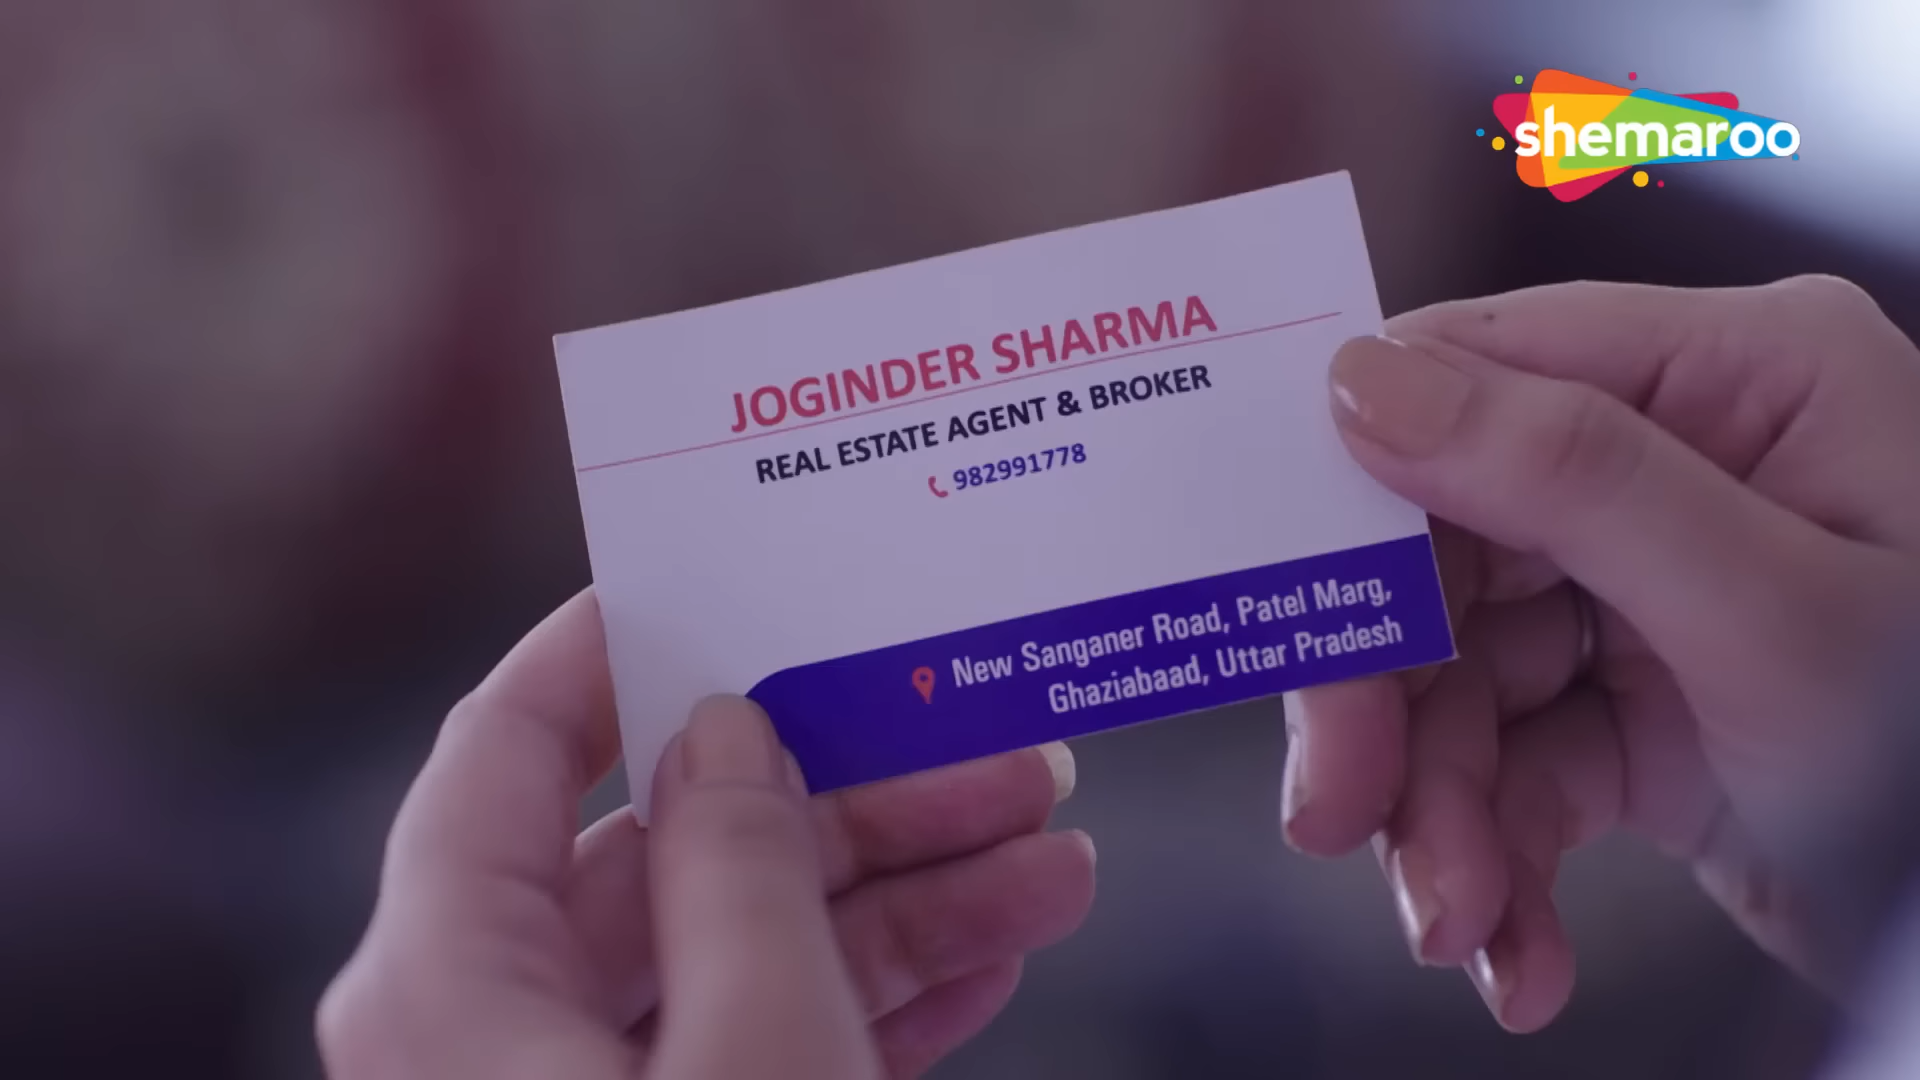 shemaroo
JOGINDER SHARMA
REAL ESTATE AGENT & BROKER
982991778
New Sanganer Road, Patel Marg,
Ghaziabaad, Uttar Pradesh